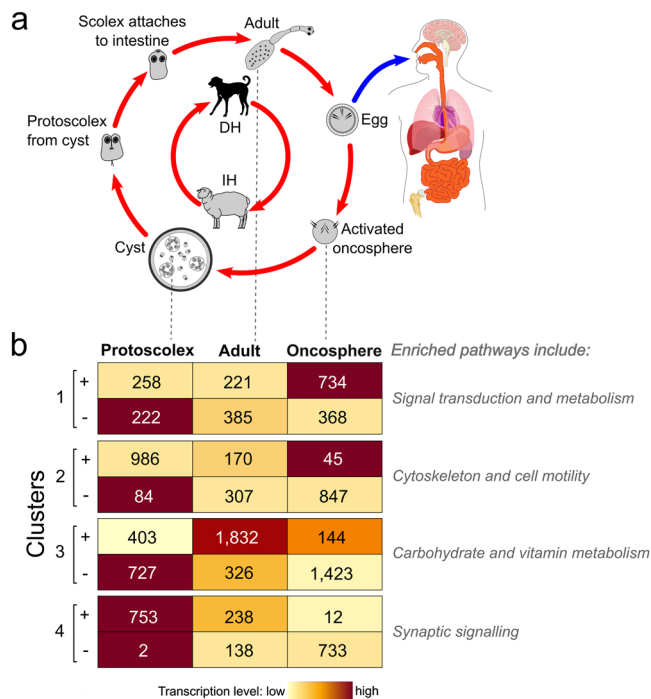 a
Scolex attaches
to intestine
Adult
Protoscolex
from cyst
DH
Egg
IH
Activated
oncosphere
Cyst
b
Protoscolex Adult Oncosphere Enriched pathways include:
Clusters
1 + 258 221 734
- 222 385 368
Signal transduction and metabolism
2 + 986 170 45
- 84 307 847
Cytoskeleton and cell motility
3 + 403 1,832 144
- 727 326 1,423
Carbohydrate and vitamin metabolism
4 + 753 238 12
- 2 138 733
Synaptic signalling
Transcription level: low high